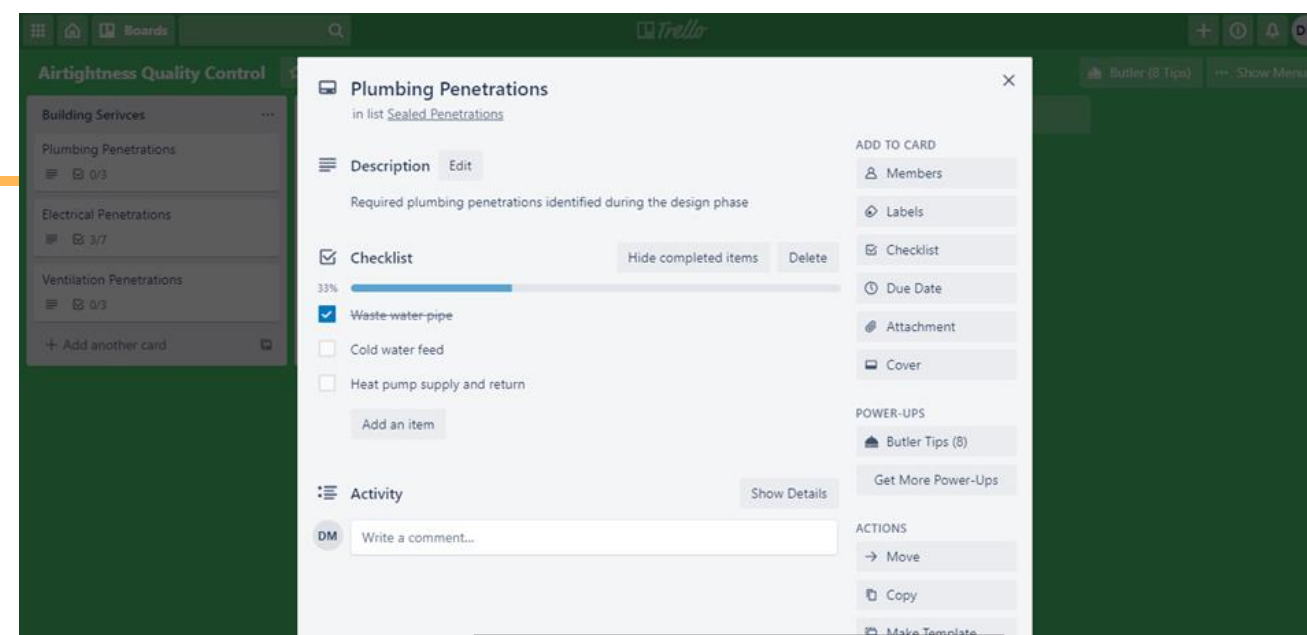 Boards
Trello
Airtightness Quality Control
Butler (8 Tips)
... Show Menu
Building Serivces
...
Plumbing Penetrations
0/3
Electrical Penetrations
3/7
Ventilation Penetrations
0/3
+ Add another card
Plumbing Penetrations
in list Sealed Penetrations
Description
Edit
Required plumbing penetrations identified during the design phase
Checklist
Hide completed items
Delete
33%
Waste water pipe
Cold water feed
Heat pump supply and return
Add an item
Activity
Show Details
DM
Write a comment...
ADD TO CARD
Members
Labels
Checklist
Due Date
Attachment
Cover
POWER-UPS
Butler Tips (8)
Get More Power-Ups
ACTIONS
→ Move
Copy
Make Template